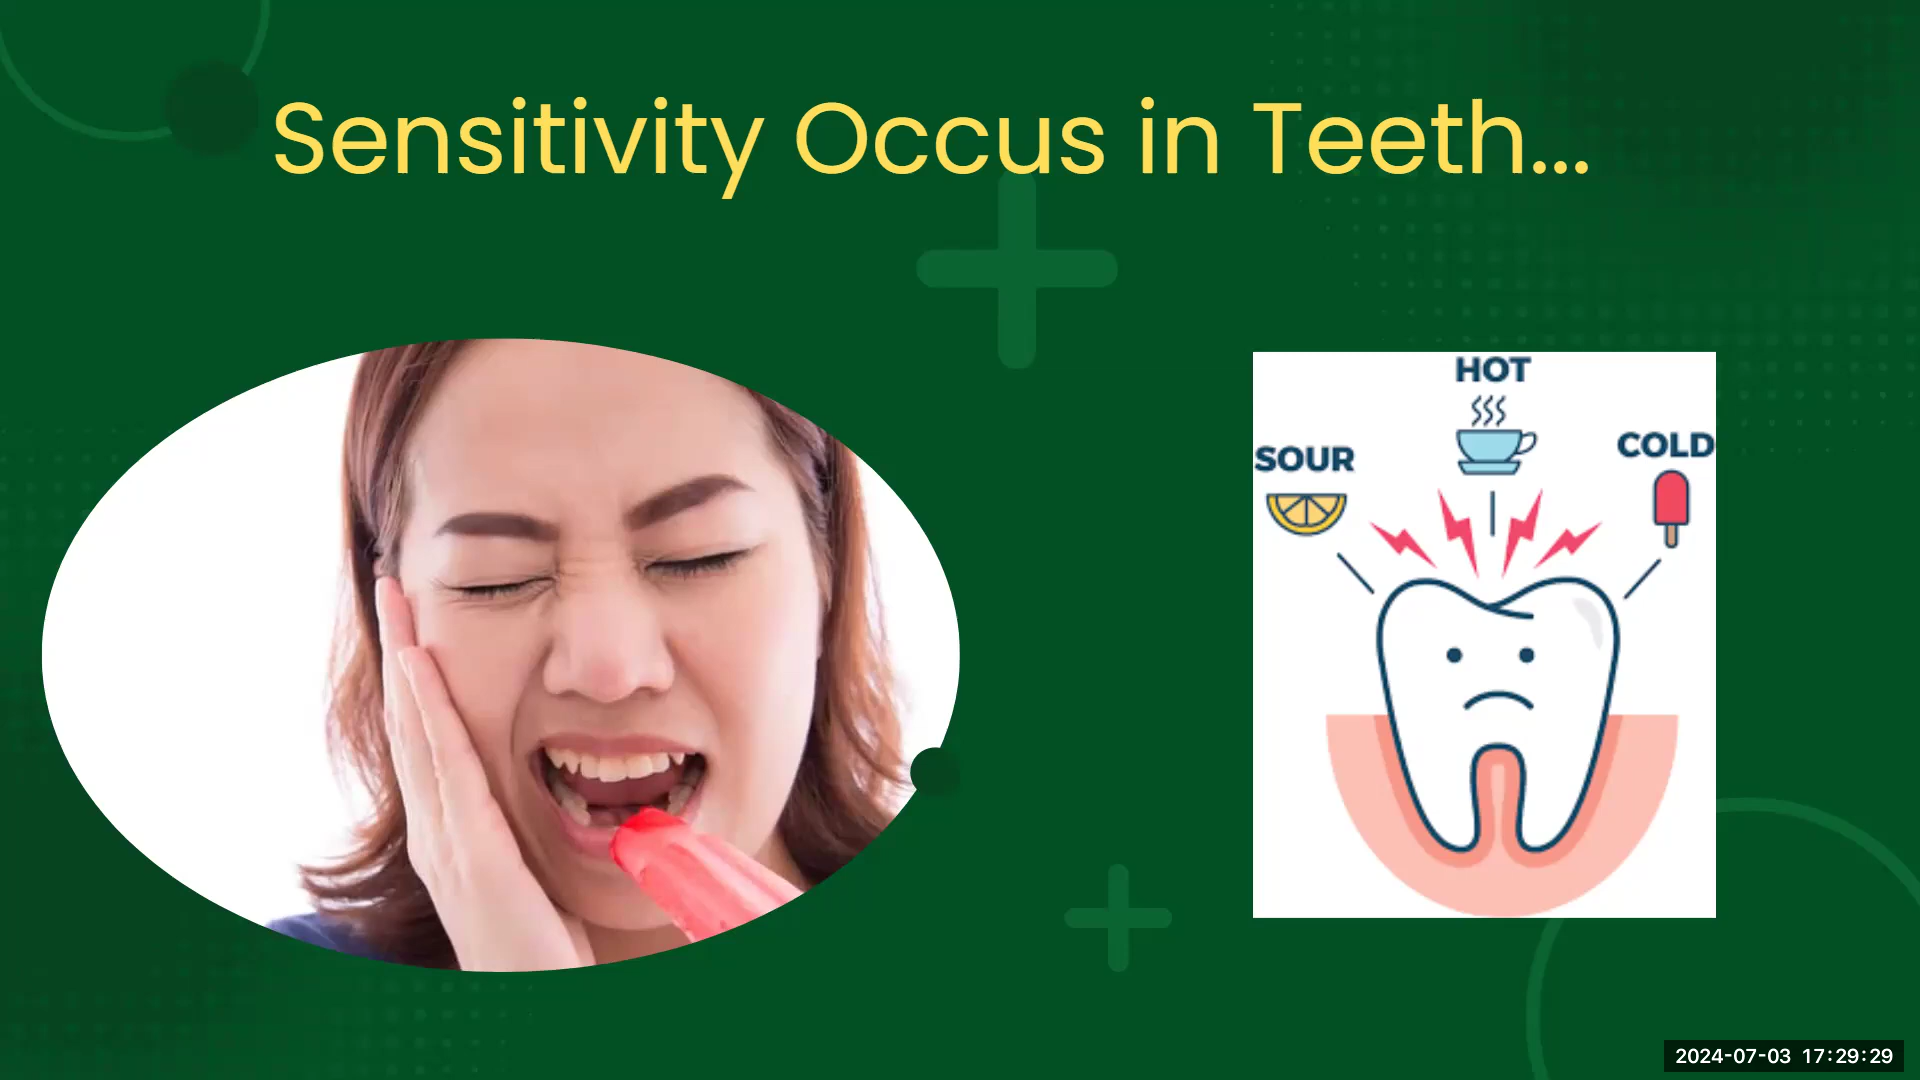 Sensitivity Occus in Teeth...
HOT
SOUR
COLD
2024-07-03 17:29:29